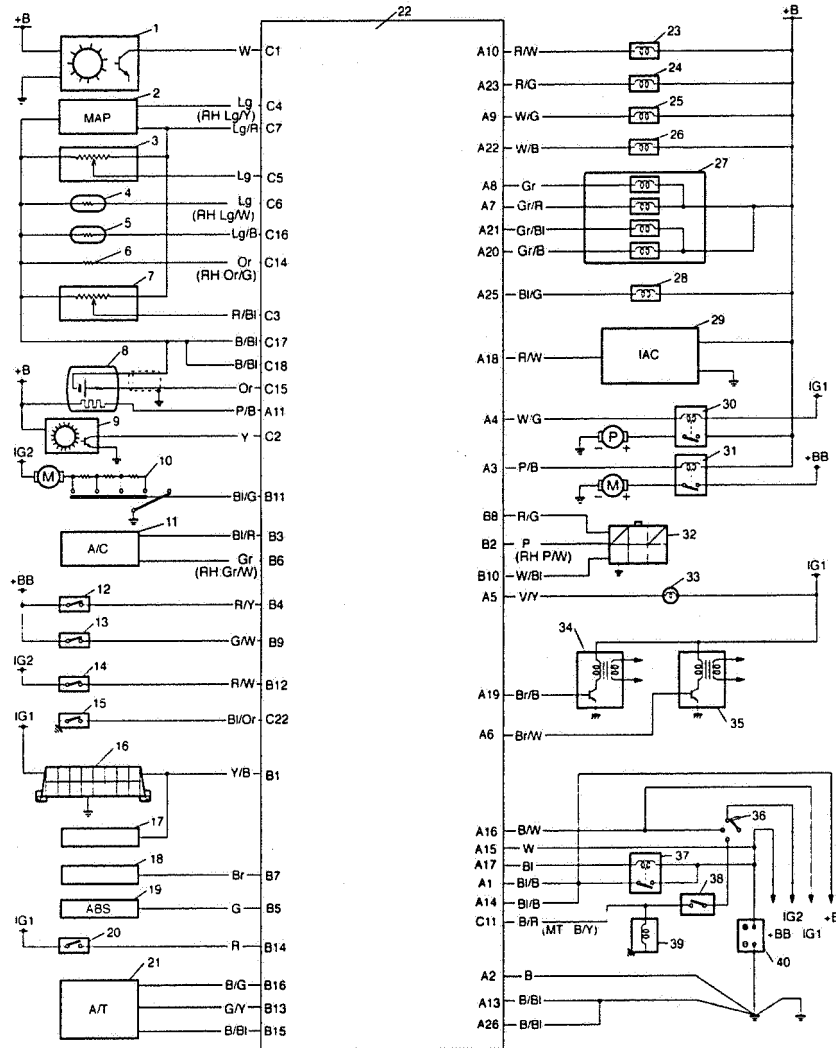 +B
1
W C1
2
MAP
Lg C4
(RH Lg/Y)
Lg/R C7
3
Lg C5
4
Lg C6
(RH Lg/W)
5
Lg/B C16
6
Or C14
(RH Or/G)
7
R/Bl C3
B/Bl C17
B/Bl C18
8
+B
Or C15
P/B A11
9
Y C2
IG2
M
10
Bl/G B11
11
A/C
Bl/R B3
Gr B6
(RH:Gr/W)
+BB
12
R/Y B4
13
G/W B9
IG2
14
R/W B12
15
Bl/Or C22
IG1
16
Y/B B1
17
18
Br B7
19
ABS
G B5
IG1
20
R B14
21
A/T
B/G B16
G/Y B13
B/Bl B15
22
+B
23
A10 R/W
24
A23 R/G
25
A9 W/G
26
A22 W/B
27
A8 Gr
A7 Gr/R
A21 Gr/Bl
A20 Gr/B
28
A25 Bl/G
29
IAC
A18 R/W
IG1
30
A4 W/G
- P +
31
+BB
A3 P/B
- M +
B8 R/G
32
B2 P
(RH P/W)
B10 W/Bl
IG1
33
A5 V/Y
34
A19 Br/B
35
A6 Br/W
36
A16 B/W
A15 W
37
A17 Bl
38
A1 Bl/B
A14 Bl/B
C11 B/R (MT B/Y)
39
+BB
IG2
IG1
+B
40
A2 B
A13 B/Bl
A26 B/Bl